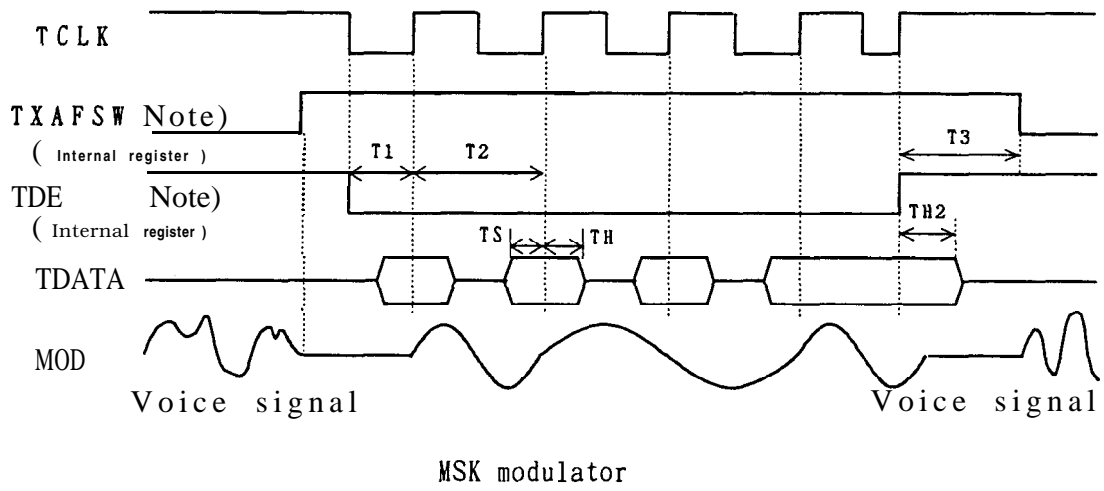 TCLK
TXAFSW Note)
( Internal register )
T1 T2 T3
TDE Note)
( Internal register )
TS TH TH2
TDATA
MOD
Voice signal Voice signal
MSK modulator